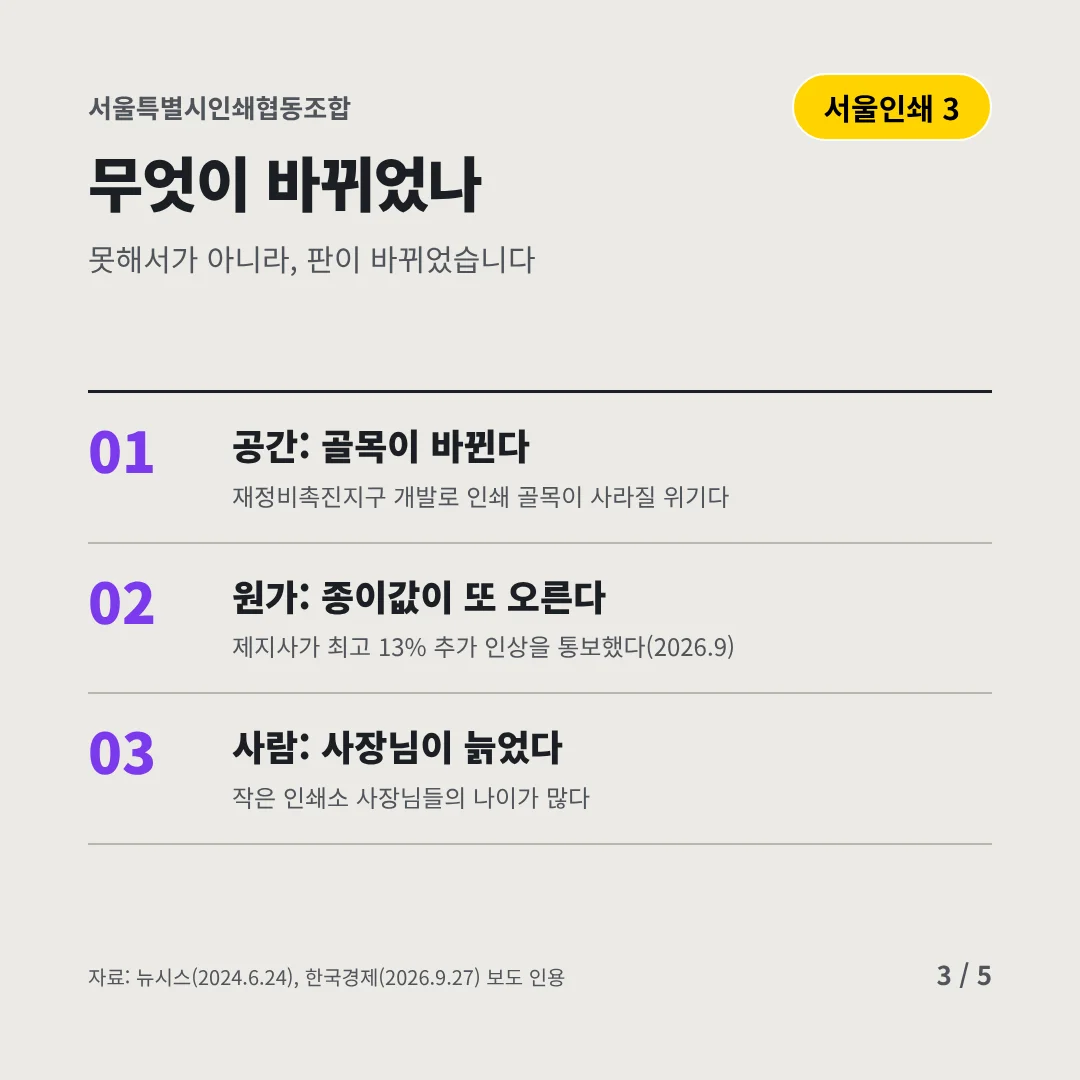 서울특별시인쇄협동조합
서울인쇄 3
무엇이 바뀌었나
못해서가 아니라, 판이 바뀌었습니다
01
공간: 골목이 바뀐다
재정비촉진지구 개발로 인쇄 골목이 사라질 위기다
02
원가: 종이값이 또 오른다
제지사가 최고 13% 추가 인상을 통보했다(2026.9)
03
사람: 사장님이 늙었다
작은 인쇄소 사장님들의 나이가 많다
자료: 뉴시스(2024.6.24), 한국경제(2026.9.27) 보도 인용
3 / 5